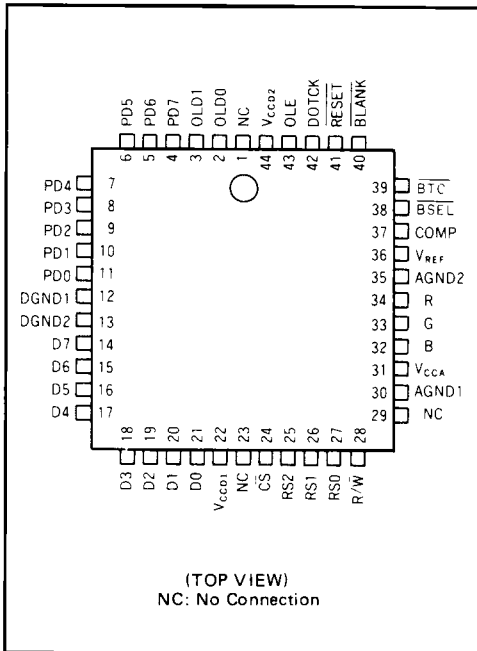 PD5 PD6 PD7 OLD1 OLD0 NC VCCD2 OLE DOTCK RESET BLANK
6 5 4 3 2 1 44 43 42 41 40
PD4 7
PD3 8
PD2 9
PD1 10
PD0 11
DGND1 12
DGND2 13
D7 14
D6 15
D5 16
D4 17
39 BTC
38 BSEL
37 COMP
36 VREF
35 AGND2
34 R
33 G
32 B
31 VCCA
30 AGND1
29 NC
18 19 20 21 22 23 24 25 26 27 28
D3 D2 D1 D0 VCCD1 NC CS RS2 RS1 RS0 R/W
(TOP VIEW)
NC: No Connection